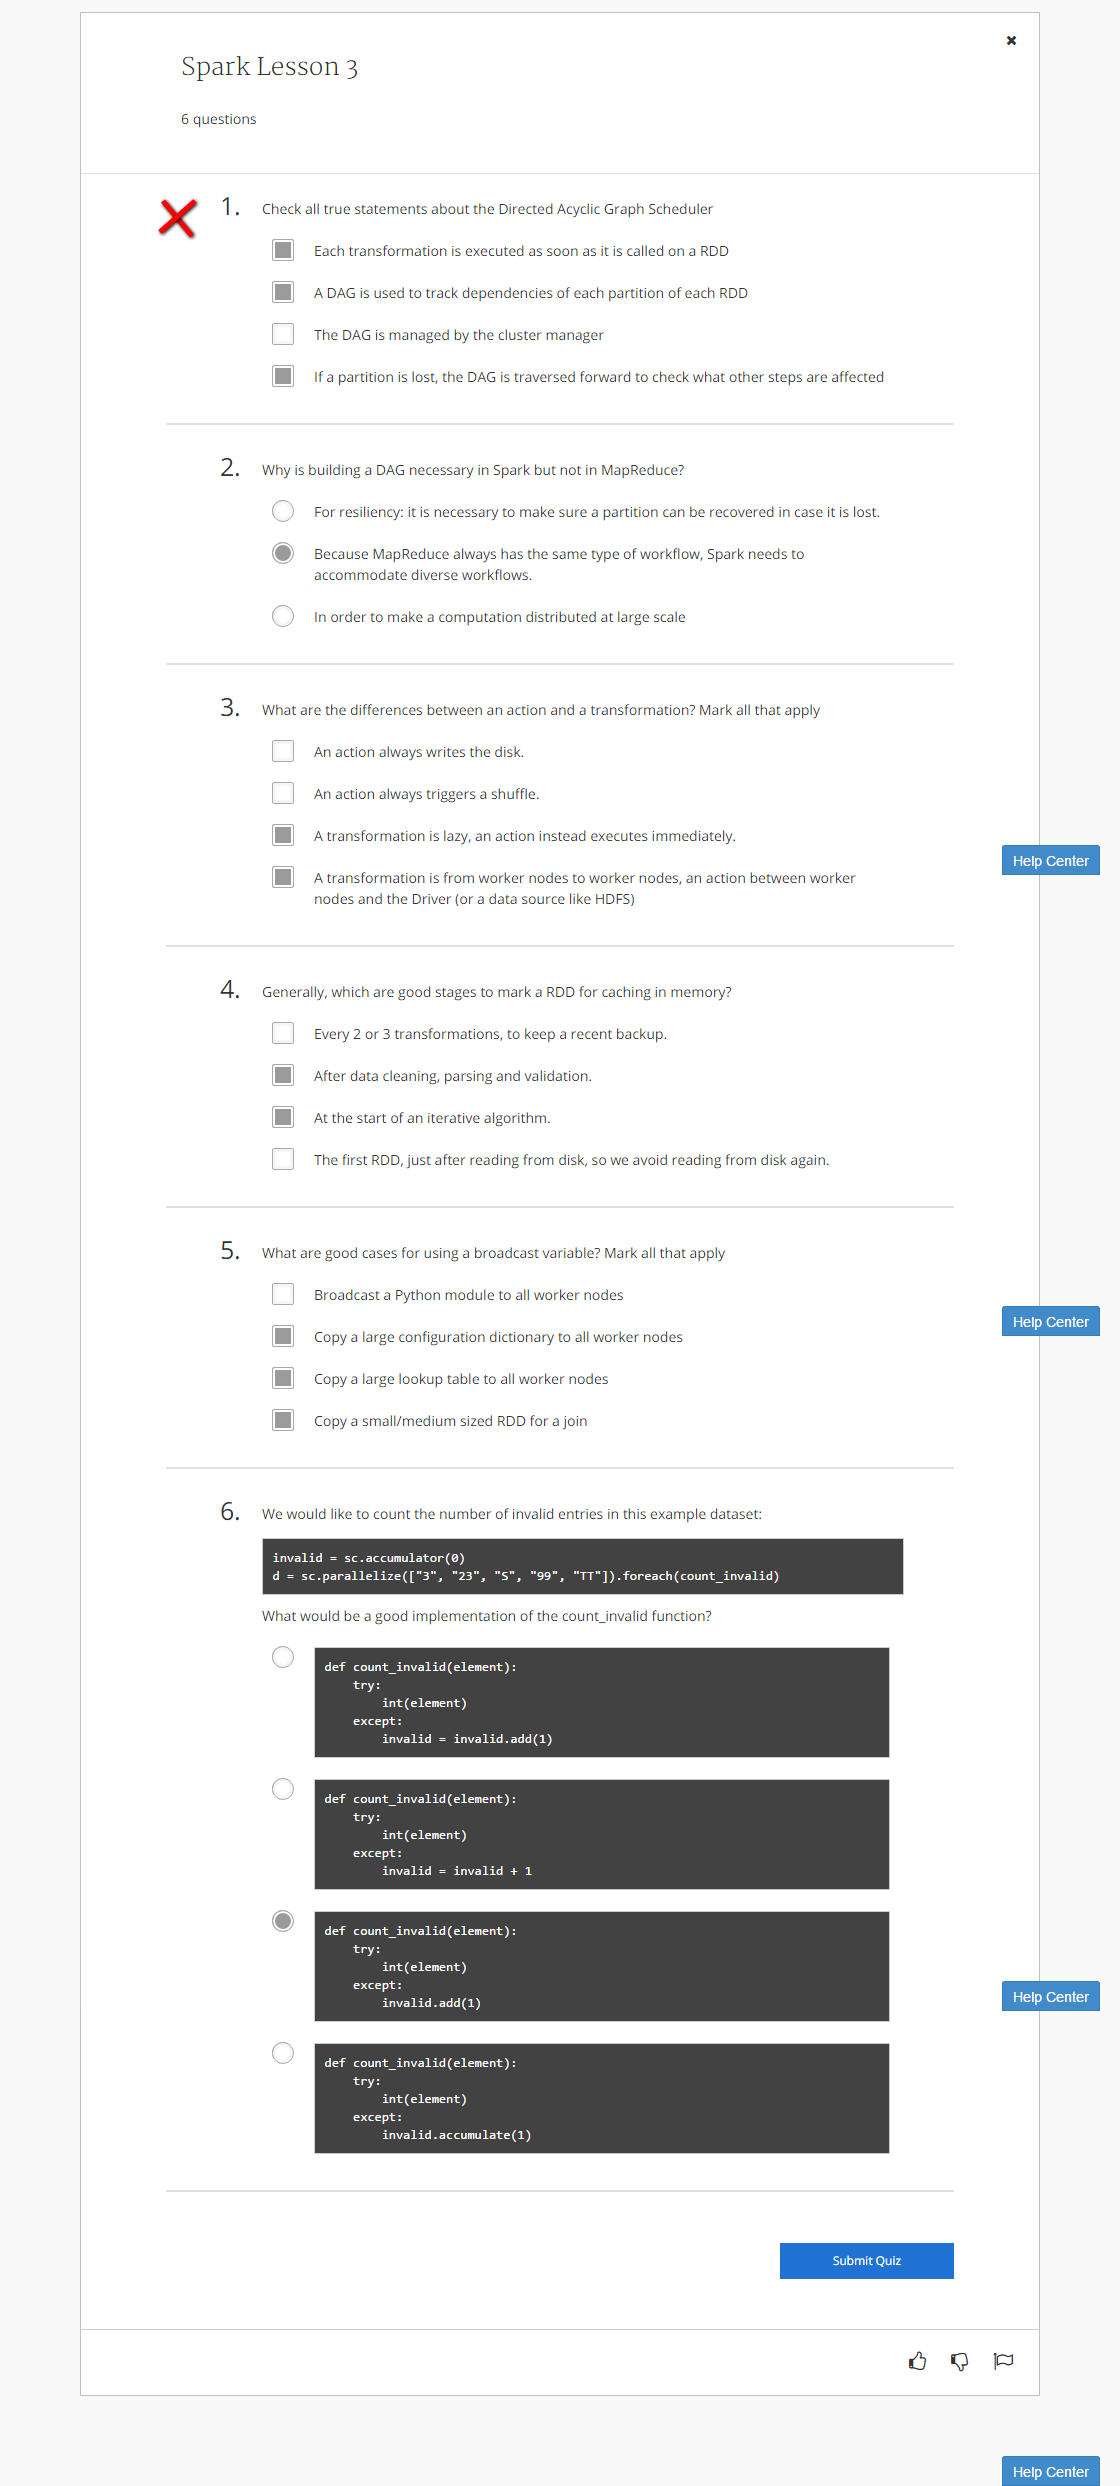 Spark Lesson 3
6 questions
1.
Check all true statements about the Directed Acyclic Graph Scheduler
Each transformation is executed as soon as it is called on a RDD
A DAG is used to track dependencies of each partition of each RDD
The DAG is managed by the cluster manager
If a partition is lost, the DAG is traversed forward to check what other steps are affected
2.
Why is building a DAG necessary in Spark but not in MapReduce?
For resiliency: it is necessary to make sure a partition can be recovered in case it is lost.
Because MapReduce always has the same type of workflow, Spark needs to
accommodate diverse workflows.
In order to make a computation distributed at large scale
3.
What are the differences between an action and a transformation? Mark all that apply
An action always writes the disk.
An action always triggers a shuffle.
A transformation is lazy, an action instead executes immediately.
Help Center
A transformation is from worker nodes to worker nodes, an action between worker
nodes and the Driver (or a data source like HDFS)
4.
Generally, which are good stages to mark a RDD for caching in memory?
Every 2 or 3 transformations, to keep a recent backup.
After data cleaning, parsing and validation.
At the start of an iterative algorithm.
The first RDD, just after reading from disk, so we avoid reading from disk again.
5.
What are good cases for using a broadcast variable? Mark all that apply
Broadcast a Python module to all worker nodes
Help Center
Copy a large configuration dictionary to all worker nodes
Copy a large lookup table to all worker nodes
Copy a small/medium sized RDD for a join
6.
We would like to count the number of invalid entries in this example dataset:
invalid = sc.accumulator(0)
d = sc.parallelize(["3", "23", "S", "99", "TT"]).foreach(count_invalid)
What would be a good implementation of the count_invalid function?
def count_invalid(element):
    try:
        int(element)
    except:
        invalid = invalid.add(1)
def count_invalid(element):
    try:
        int(element)
    except:
        invalid = invalid + 1
def count_invalid(element):
    try:
        int(element)
    except:
        invalid.add(1)
Help Center
def count_invalid(element):
    try:
        int(element)
    except:
        invalid.accumulate(1)
Submit Quiz
Help Center